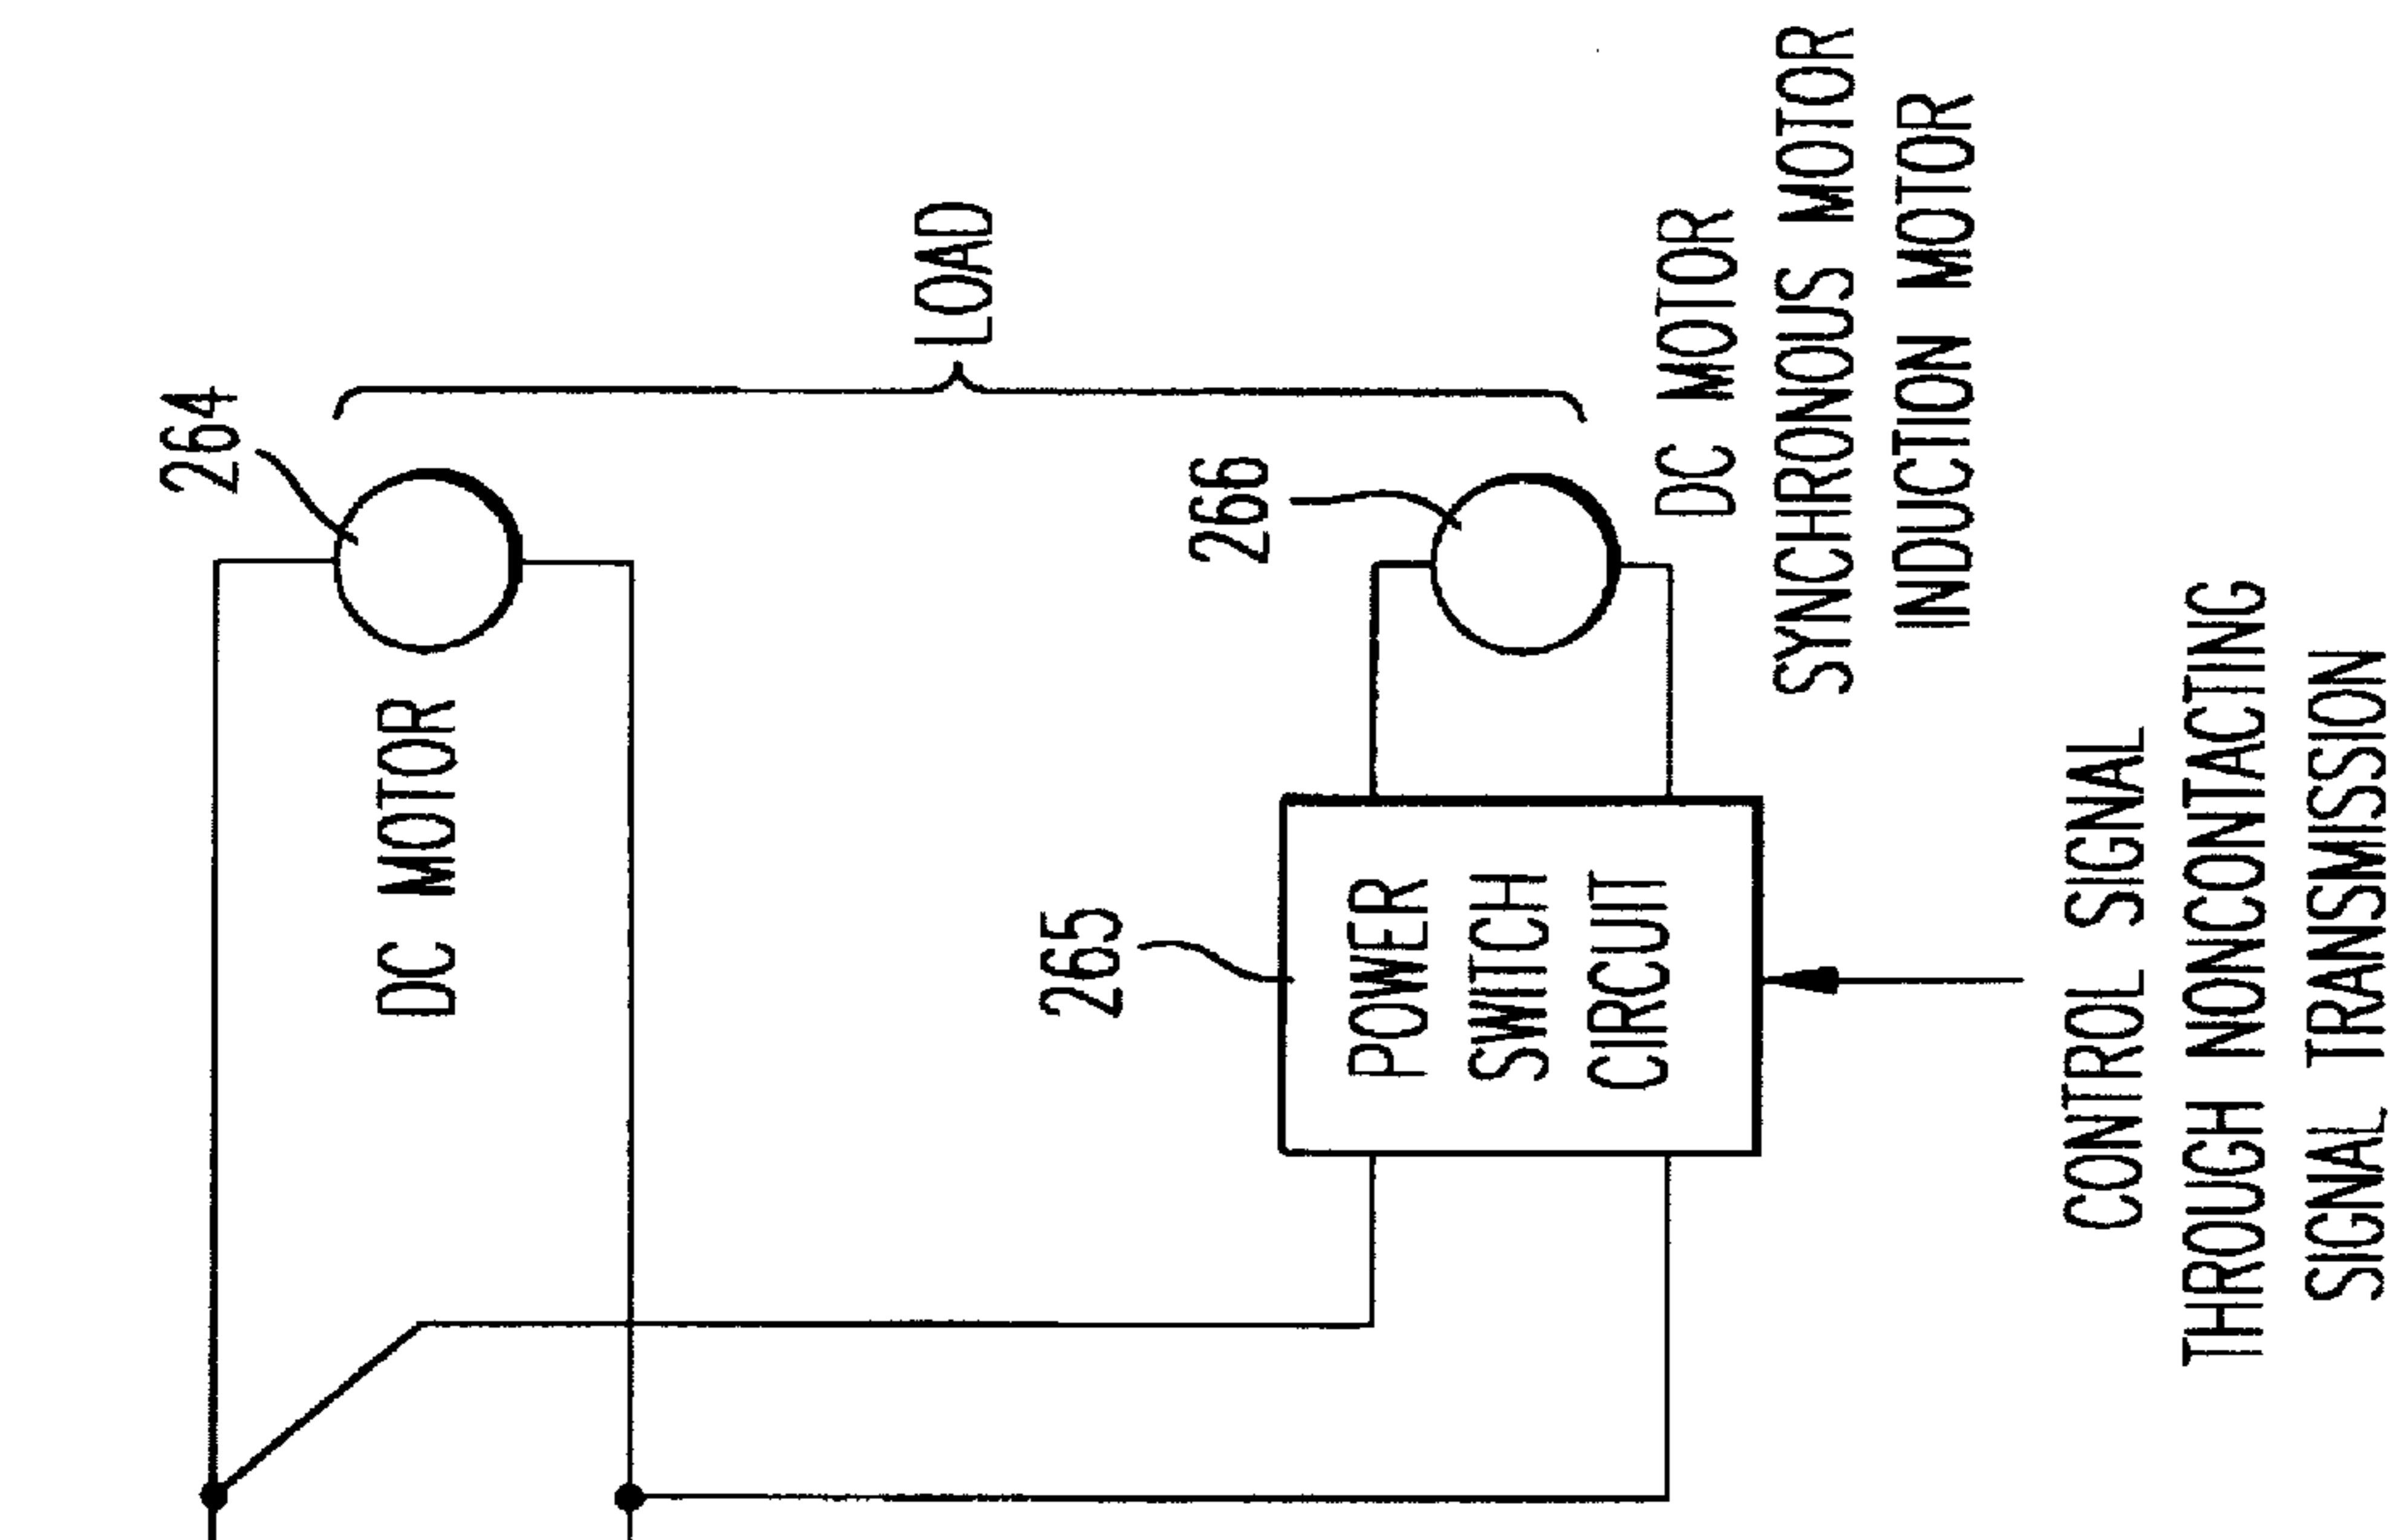 264
DC MOTOR
LOAD
265
POWER
SWITCH
CIRCUIT
266
DC MOTOR
SYNCHRONOUS MOTOR
INDUCTION MOTOR
CONTROL SIGNAL
THROUGH NONCONTACTING
SIGNAL TRANSMISSION